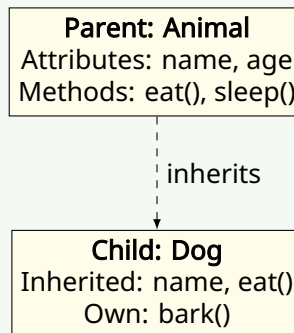 Parent: Animal
Attributes: name, age
Methods: eat(), sleep()
inherits
Child: Dog
Inherited: name, eat()
Own: bark()